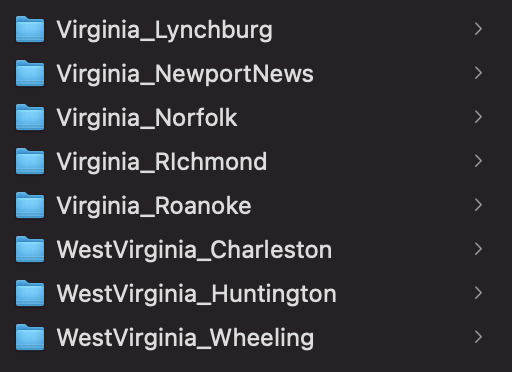 Virginia_Lynchburg
Virginia_NewportNews
Virginia_Norfolk
Virginia_RIchmond
Virginia_Roanoke
WestVirginia_Charleston
WestVirginia_Huntington
WestVirginia_Wheeling